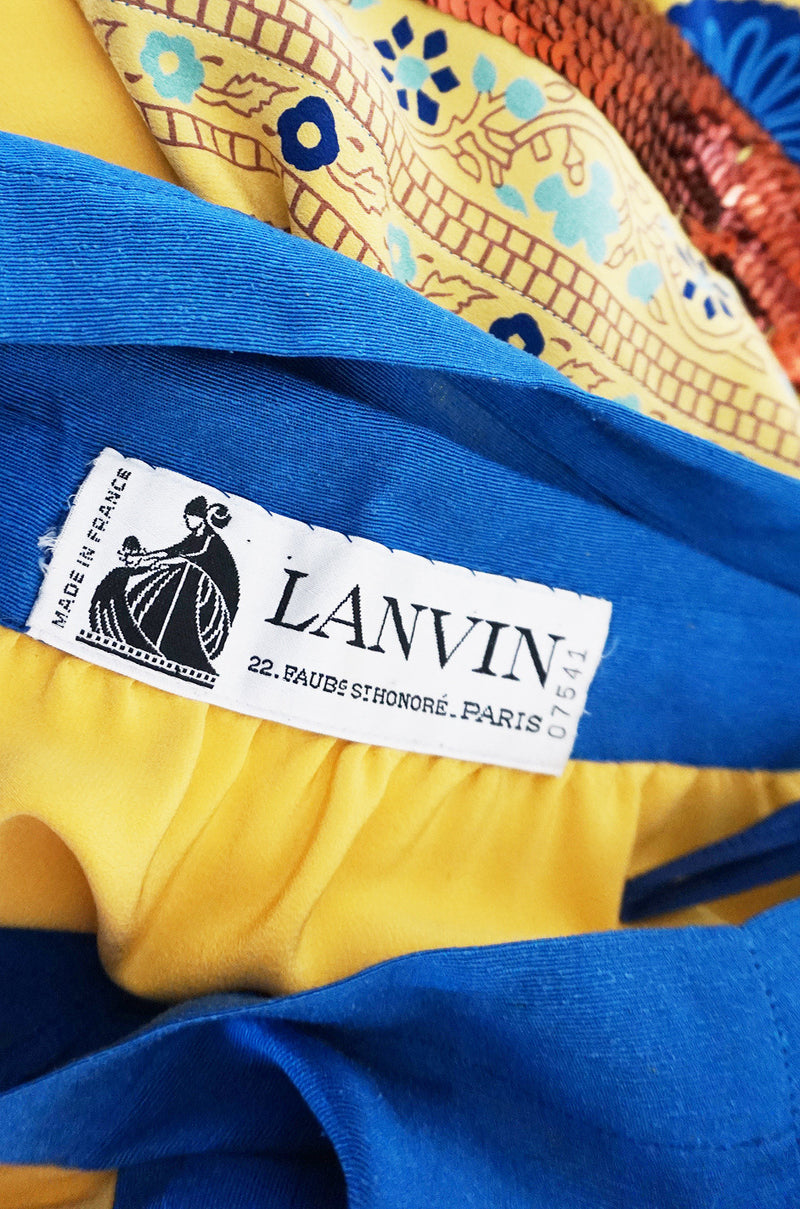 MADE IN FRANCE
LANVIN
22. FAUBG ST HONORÉ. PARIS
07541